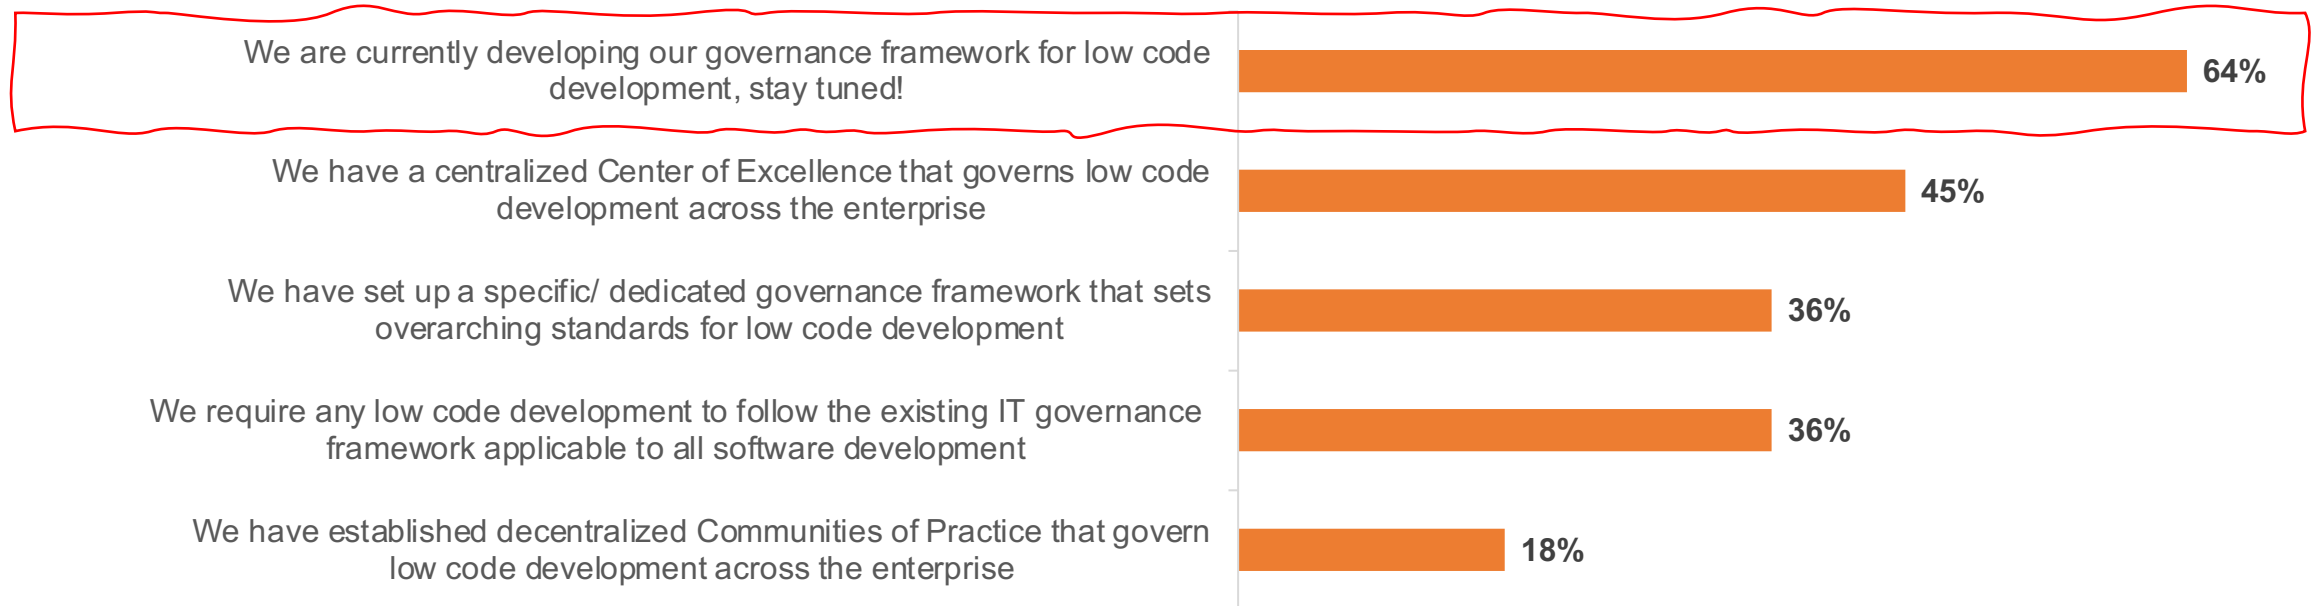 We are currently developing our governance framework for low code
development, stay tuned!
64%
We have a centralized Center of Excellence that governs low code
development across the enterprise
45%
We have set up a specific/ dedicated governance framework that sets
overarching standards for low code development
36%
We require any low code development to follow the existing IT governance
framework applicable to all software development
36%
We have established decentralized Communities of Practice that govern
low code development across the enterprise
18%